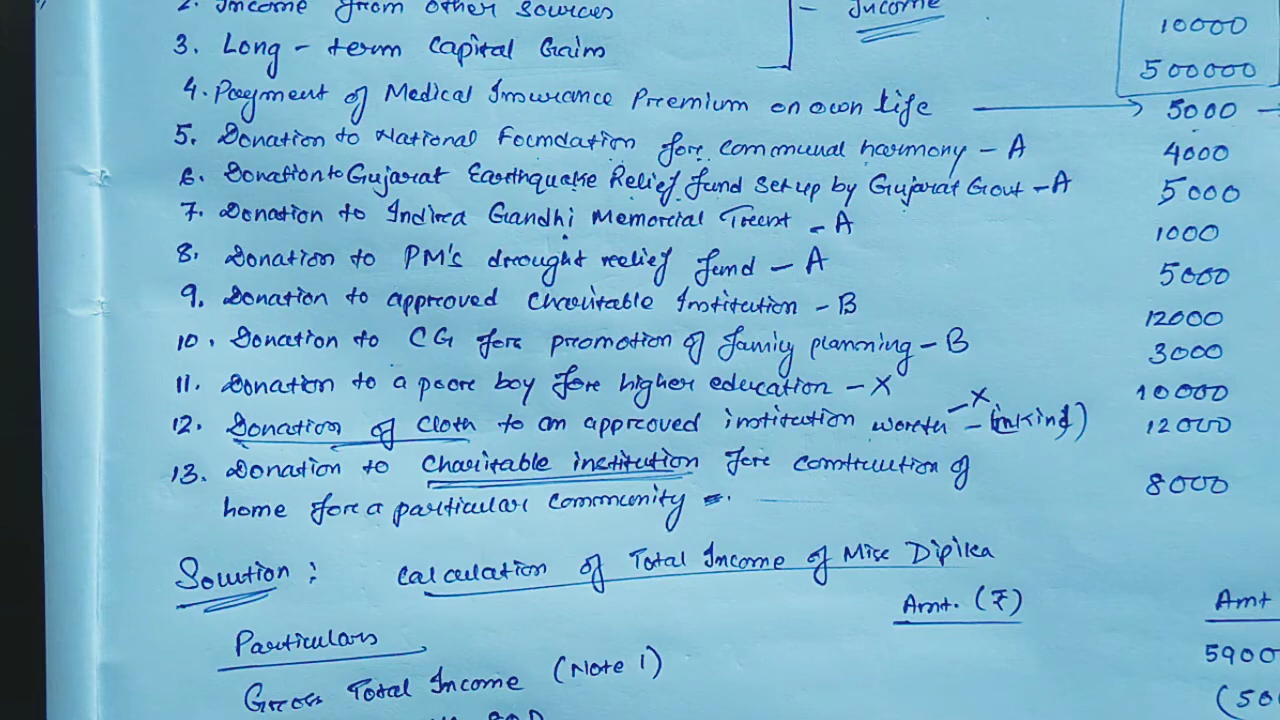 2. Income from other sources
Income
10000
3. Long - term Capital Gain
500000
4. Payment of Medical Insurance Premium on own life → 5000
5. Donation to National Foundation for communal harmony - A 4000
6. Donation to Gujarat Earthquake Relief fund set up by Gujarat Govt - A 5000
7. Donation to Indira Gandhi Memorial Trust - A 1000
8. Donation to PM's drought relief fund - A 5000
9. Donation to approved Charitable Institution - B 12000
10. Donation to CG for promotion of family planning - B 3000
11. Donation to a poor boy for higher education - X 10000
12. Donation of cloth to an approved institution worth - X - (inkind) 12000
13. Donation to Charitable institution for construction of
home for a particular community 8000
Solution : Calculation of Total Income of Miss Dipika
Amt. (₹) Amt
Particulars
Gross Total Income (Note 1) 5900
(50